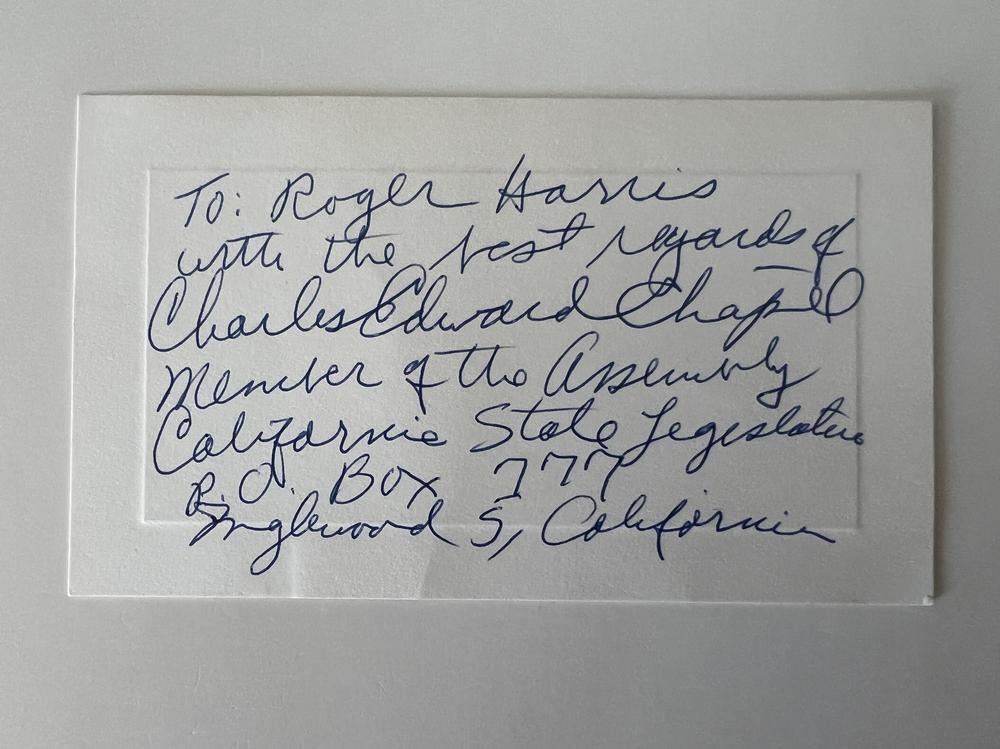 To: Roger Harris
with the best regards of
Charles Edward Chapel
Member of the Assembly
California State Legislature
P.O. Box 777
Inglewood 5, California